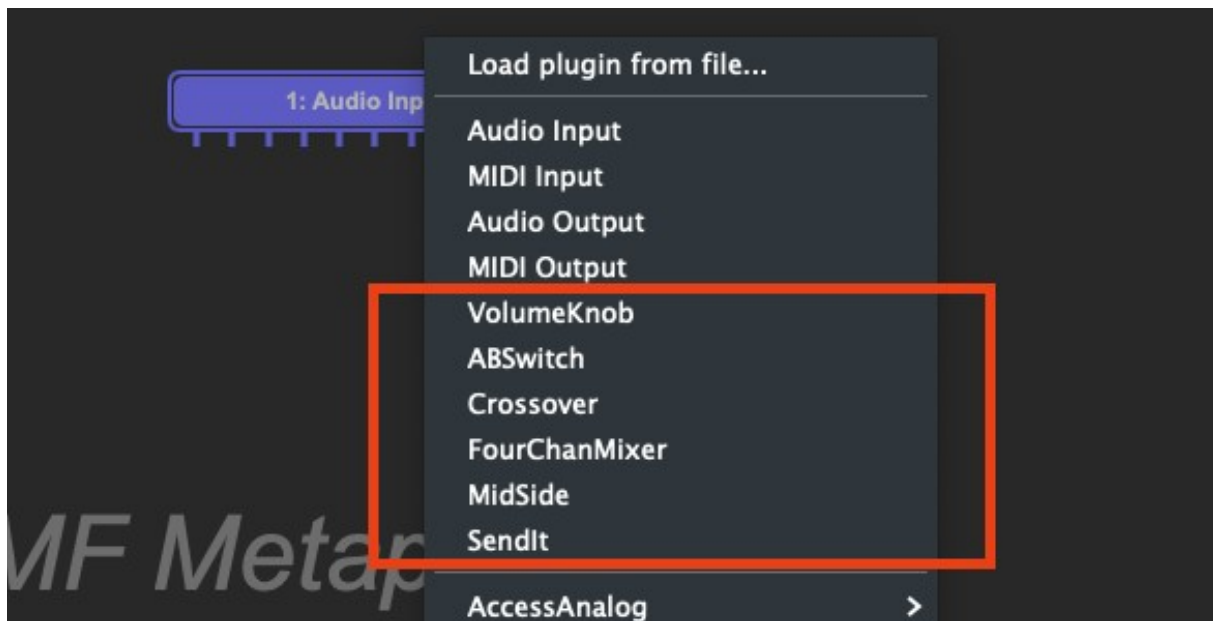 Load plugin from file...
1: Audio Inp
Audio Input
MIDI Input
Audio Output
MIDI Output
VolumeKnob
ABSwitch
Crossover
FourChanMixer
MidSide
SendIt
MF Metap
AccessAnalog